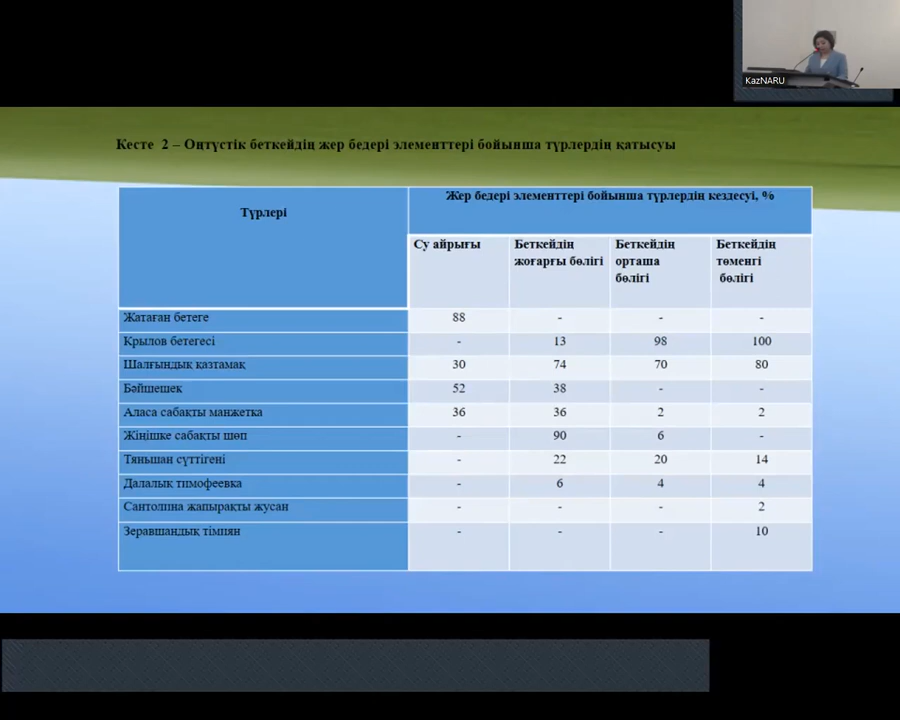 KazNARU
Кесте 2 – Оңтүстік беткейдің жер бедері элементтері бойынша түрлердің қатысуы
Түрлері
Жер бедері элементтері бойынша түрлердің кездесуі, %
Су айрығы
Беткейдің
жоғарғы бөлігі
Беткейдің
орташа
бөлігі
Беткейдің
төменгі
бөлігі
Жатаған бетеге 88 - - -
Крылов бетегесі - 13 98 100
Шалғындық қазтамақ 30 74 70 80
Бәйшешек 52 38 - -
Аласа сабақты манжетка 36 36 2 2
Жіңішке сабақты шөп - 90 6 -
Тяньшан сүттігені - 22 20 14
Далалық тимофеевка - 6 4 4
Сантолина жапырақты жусан - - - 2
Зеравшандық тімпян - - - 10